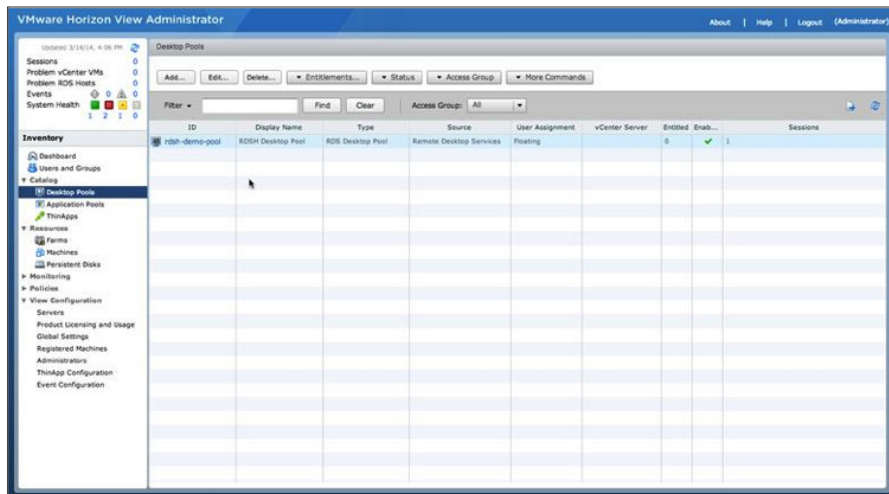 VMware Horizon View Administrator
About | Help | Logout (Administrator)
Updated 3/14/14, 4:06 PM
Sessions 0
Problem vCenter VMs 0
Problem RDS Hosts 0
Events 0 0
System Health
1 2 1 0
Inventory
Dashboard
Users and Groups
Catalog
Desktop Pools
Application Pools
ThinApps
Resources
Farms
Machines
Persistent Disks
Monitoring
Policies
View Configuration
Servers
Product Licensing and Usage
Global Settings
Registered Machines
Administrators
ThinApp Configuration
Event Configuration
Desktop Pools
Add... Edit... Delete... Entitlements... Status Access Group More Commands
Filter Find Clear Access Group: All
ID Display Name Type Source User Assignment vCenter Server Entitled Enab... Sessions
rdsh-demo-pool RDSH Desktop Pool RDS Desktop Pool Remote Desktop Services Floating 0 1